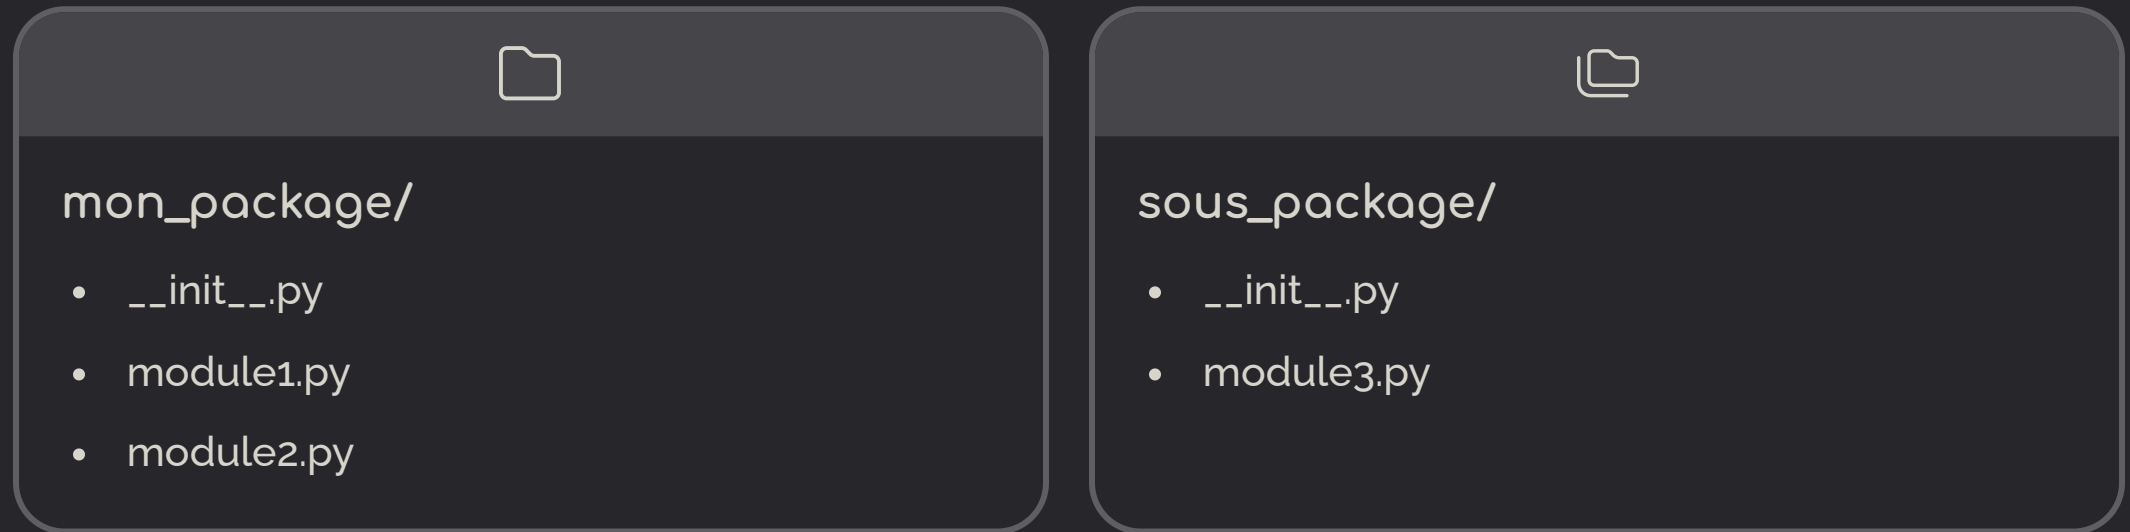 mon_package/
• __init__.py
• module1.py
• module2.py
sous_package/
• __init__.py
• module3.py